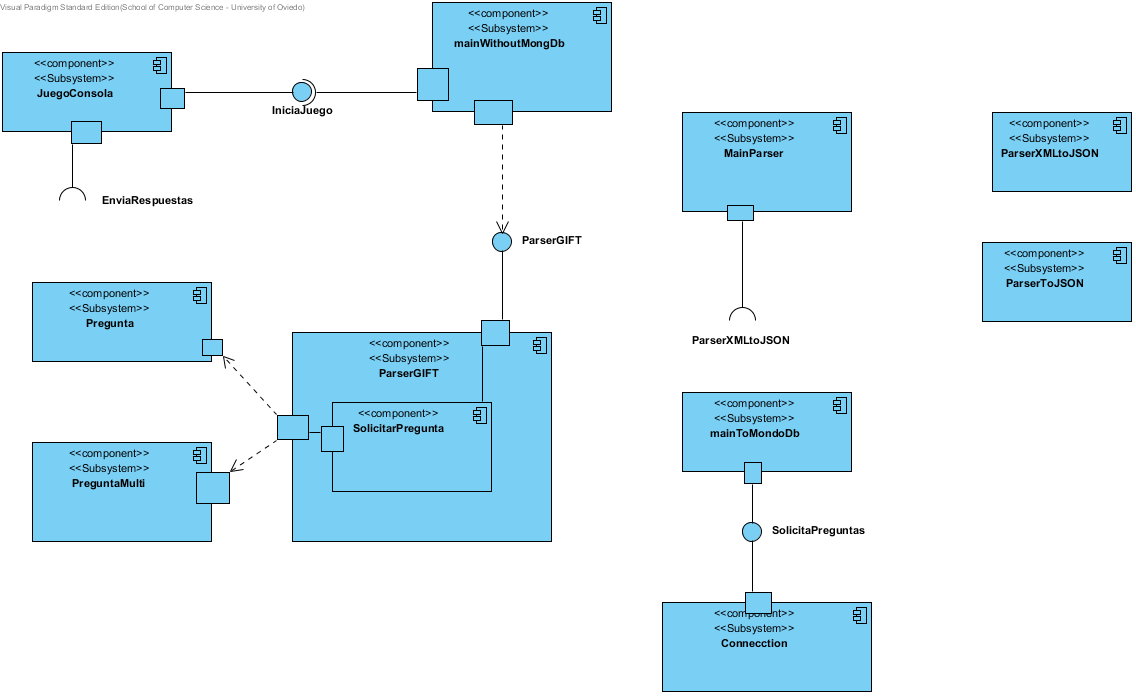 Visual Paradigm Standard Edition(School of Computer Science - University of Oviedo)
<<component>>
<<Subsystem>>
mainWithoutMongDb
<<component>>
<<Subsystem>>
JuegoConsola
IniciaJuego
EnviaRespuestas
<<component>>
<<Subsystem>>
MainParser
<<component>>
<<Subsystem>>
ParserXMLtoJSON
ParserGIFT
<<component>>
<<Subsystem>>
ParserToJSON
<<component>>
<<Subsystem>>
Pregunta
<<component>>
<<Subsystem>>
ParserGIFT
ParserXMLtoJSON
<<component>>
<<Subsystem>>
mainToMondoDb
<<component>>
SolicitarPregunta
<<component>>
<<Subsystem>>
PreguntaMulti
SolicitaPreguntas
<<component>>
<<Subsystem>>
Connecction